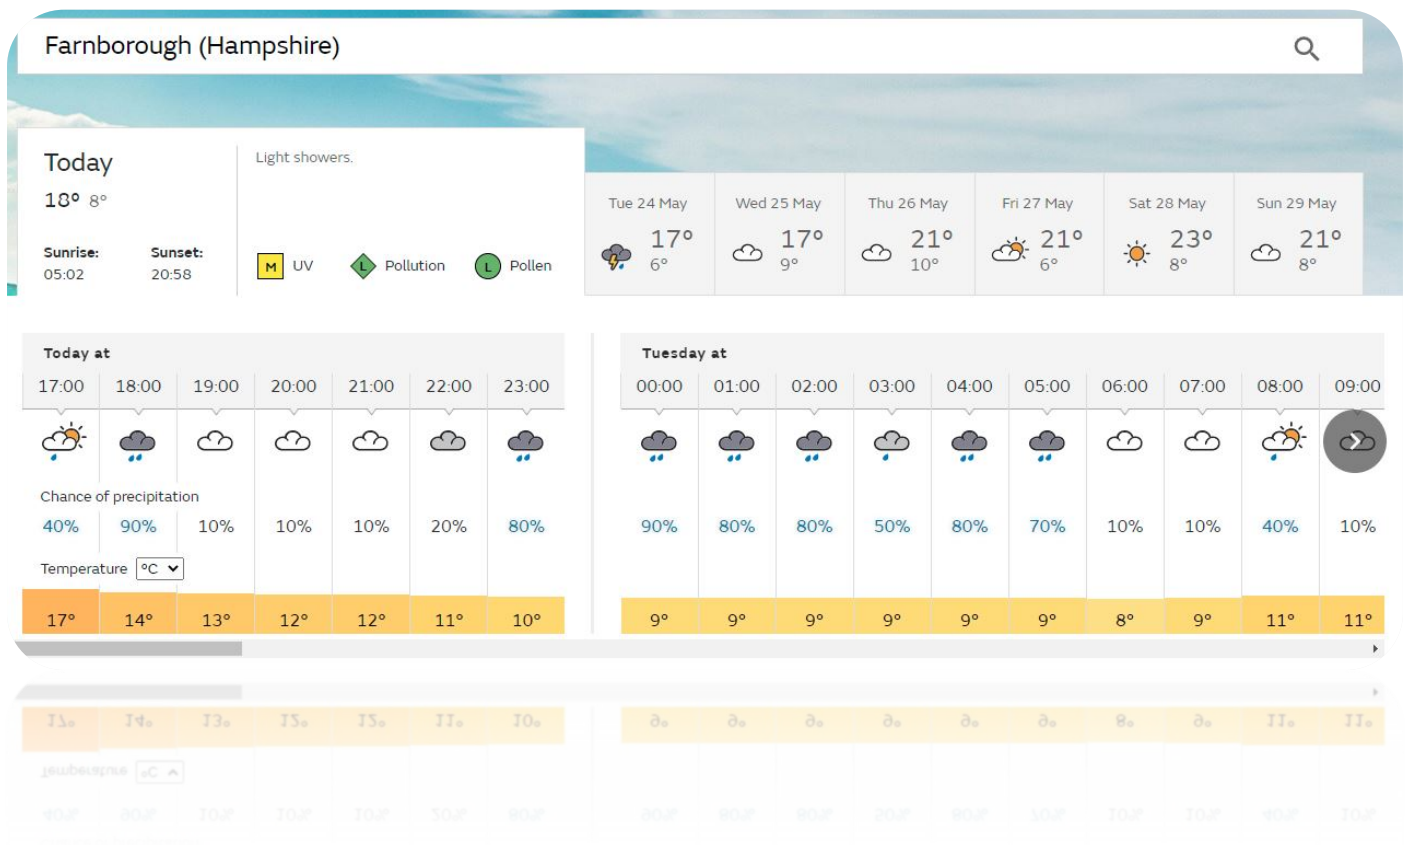 Farnborough (Hampshire)
Today
18° 8°
Sunrise: Sunset:
05:02 20:58
Light showers.
M UV L Pollution L Pollen
Tue 24 May Wed 25 May Thu 26 May Fri 27 May Sat 28 May Sun 29 May
17° 17° 21° 21° 23° 21°
6° 9° 10° 6° 8° 8°
Today at Tuesday at
17:00 18:00 19:00 20:00 21:00 22:00 23:00 00:00 01:00 02:00 03:00 04:00 05:00 06:00 07:00 08:00 09:00
Chance of precipitation
40% 90% 10% 10% 10% 20% 80% 90% 80% 80% 50% 80% 70% 10% 10% 40% 10%
Temperature °C
17° 14° 13° 12° 12° 11° 10° 9° 9° 9° 9° 9° 9° 8° 9° 11° 11°